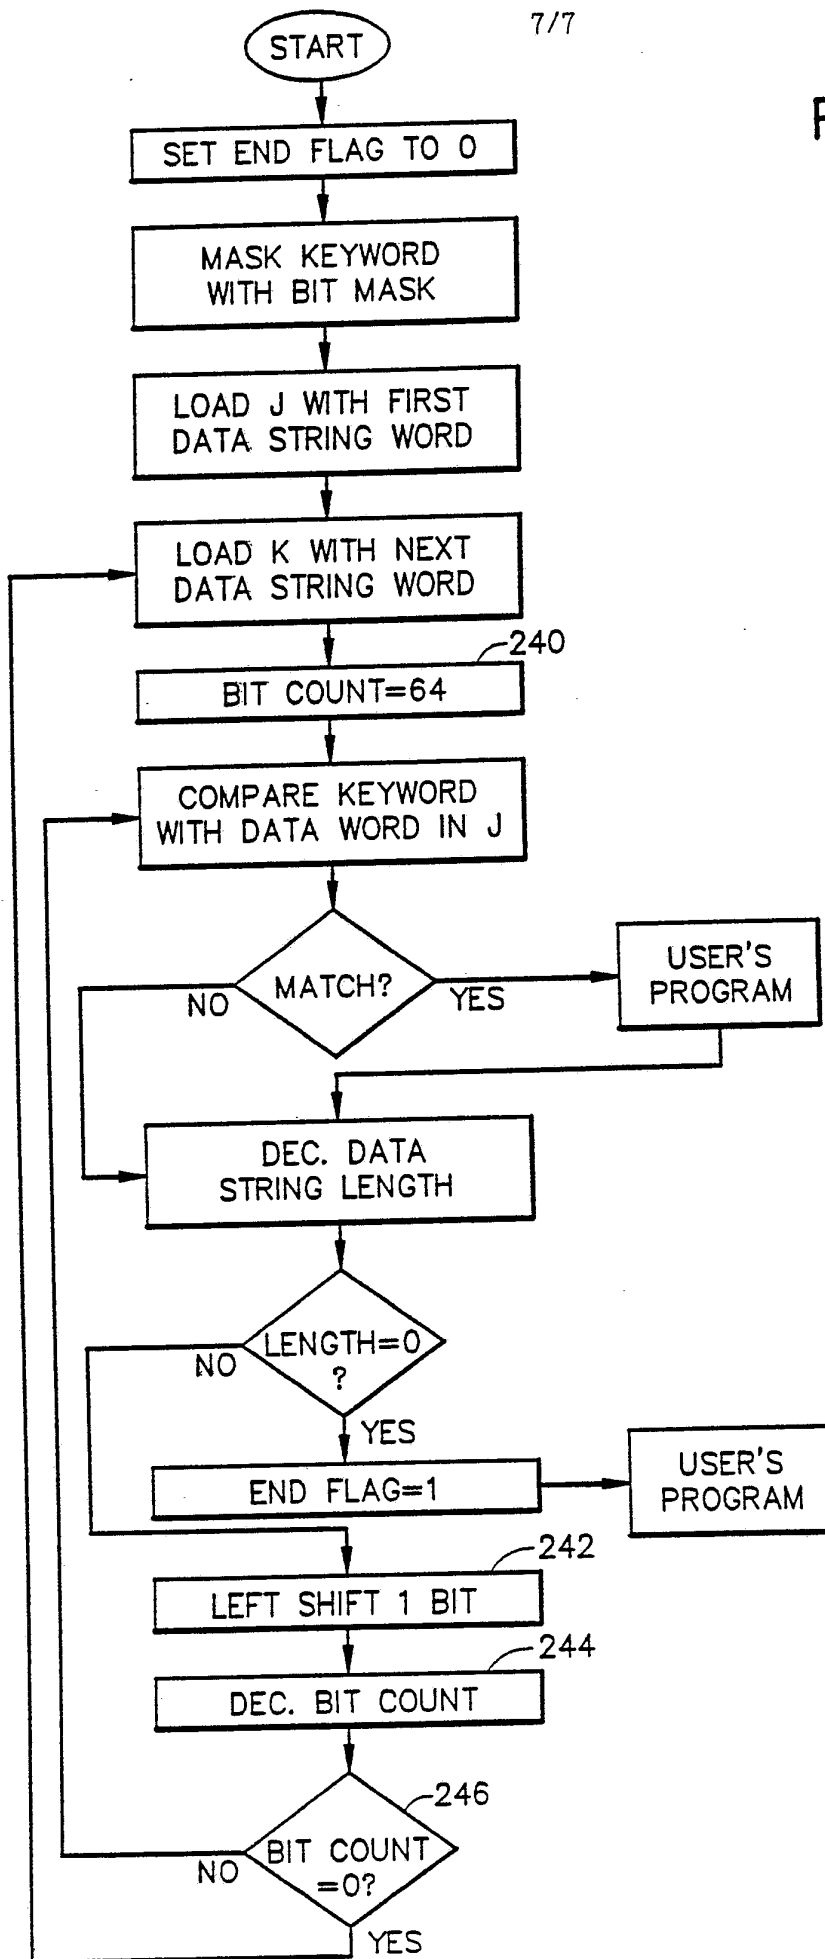 START
7/7
SET END FLAG TO 0
MASK KEYWORD
WITH BIT MASK
LOAD J WITH FIRST
DATA STRING WORD
LOAD K WITH NEXT
DATA STRING WORD
240
BIT COUNT=64
COMPARE KEYWORD
WITH DATA WORD IN J
MATCH?
NO
YES
USER'S
PROGRAM
DEC. DATA
STRING LENGTH
LENGTH=0
?
NO
YES
END FLAG=1
USER'S
PROGRAM
242
LEFT SHIFT 1 BIT
244
DEC. BIT COUNT
246
BIT COUNT
=0?
NO
YES